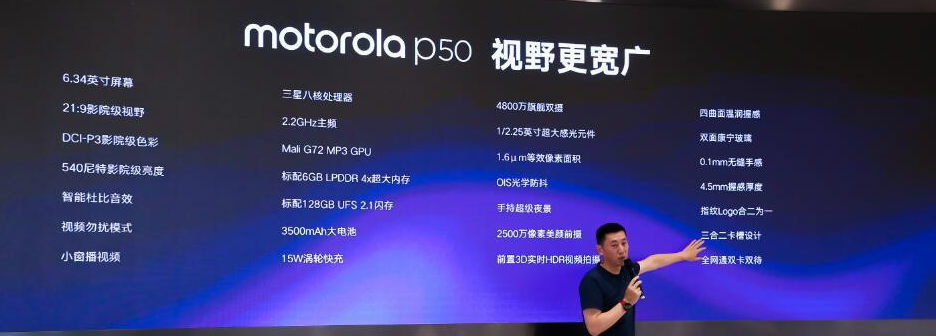 motorola p50 视野更宽广
6.34英寸屏幕
21:9影院级视野
DCI-P3影院级色彩
540尼特影院级亮度
智能杜比音效
视频勿扰模式
小窗播视频
三星八核处理器
2.2GHz主频
Mali G72 MP3 GPU
标配6GB LPDDR 4x超大内存
标配128GB UFS 2.1闪存
3500mAh大电池
15W涡轮快充
4800万旗舰双摄
1/2.25英寸超大感光元件
1.6μm等效像素面积
OIS光学防抖
手持超级夜景
2500万像素美颜前摄
前置3D实时HDR视频拍摄
四曲面温润握感
双面康宁玻璃
0.1mm无缝手感
4.5mm握感厚度
指纹Logo合二为一
三合二卡槽设计
全网通双卡双待